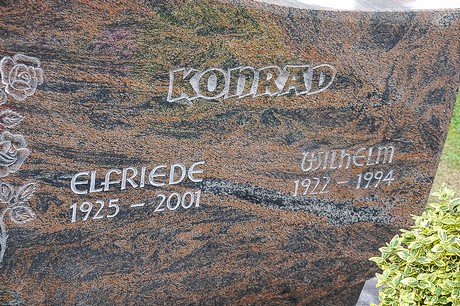 KONRAD
ELFRIEDE
1925 – 2001
Wilhelm
1922 – 1994